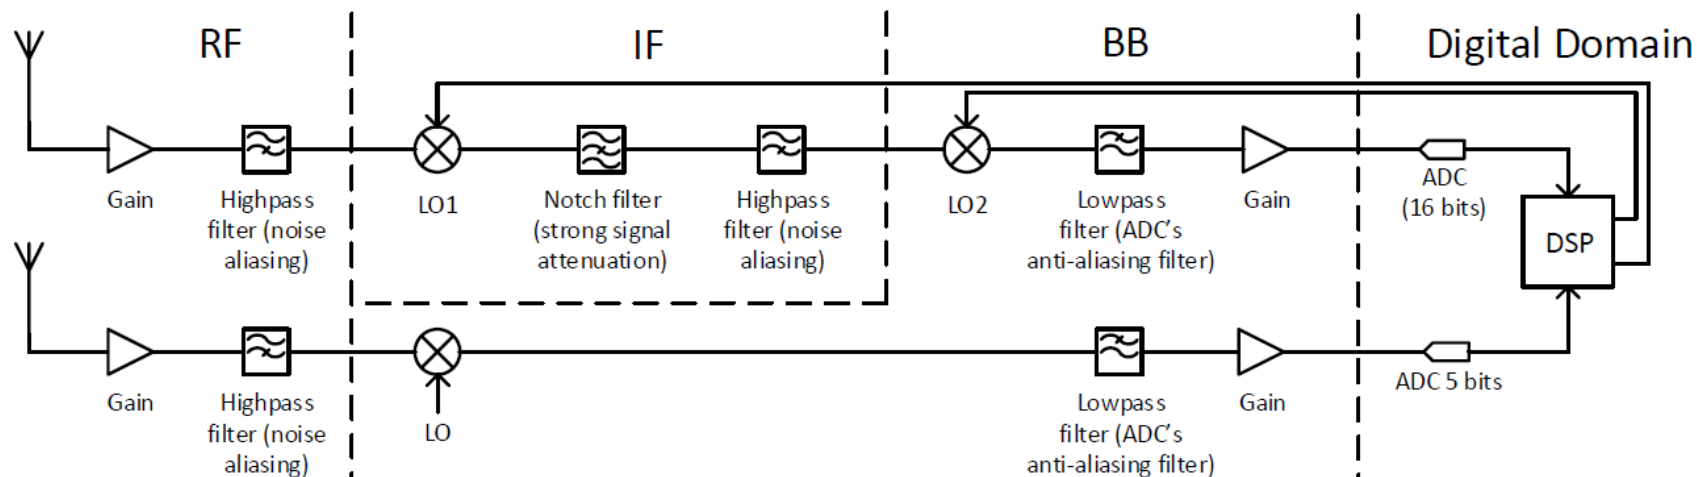 RF
IF
BB
Digital Domain
Gain
Highpass
filter (noise
aliasing)
LO1
Notch filter
(strong signal
attenuation)
Highpass
filter (noise
aliasing)
LO2
Lowpass
filter (ADC's
anti-aliasing filter)
Gain
ADC
(16 bits)
DSP
Gain
Highpass
filter (noise
aliasing)
LO
Lowpass
filter (ADC's
anti-aliasing filter)
Gain
ADC 5 bits